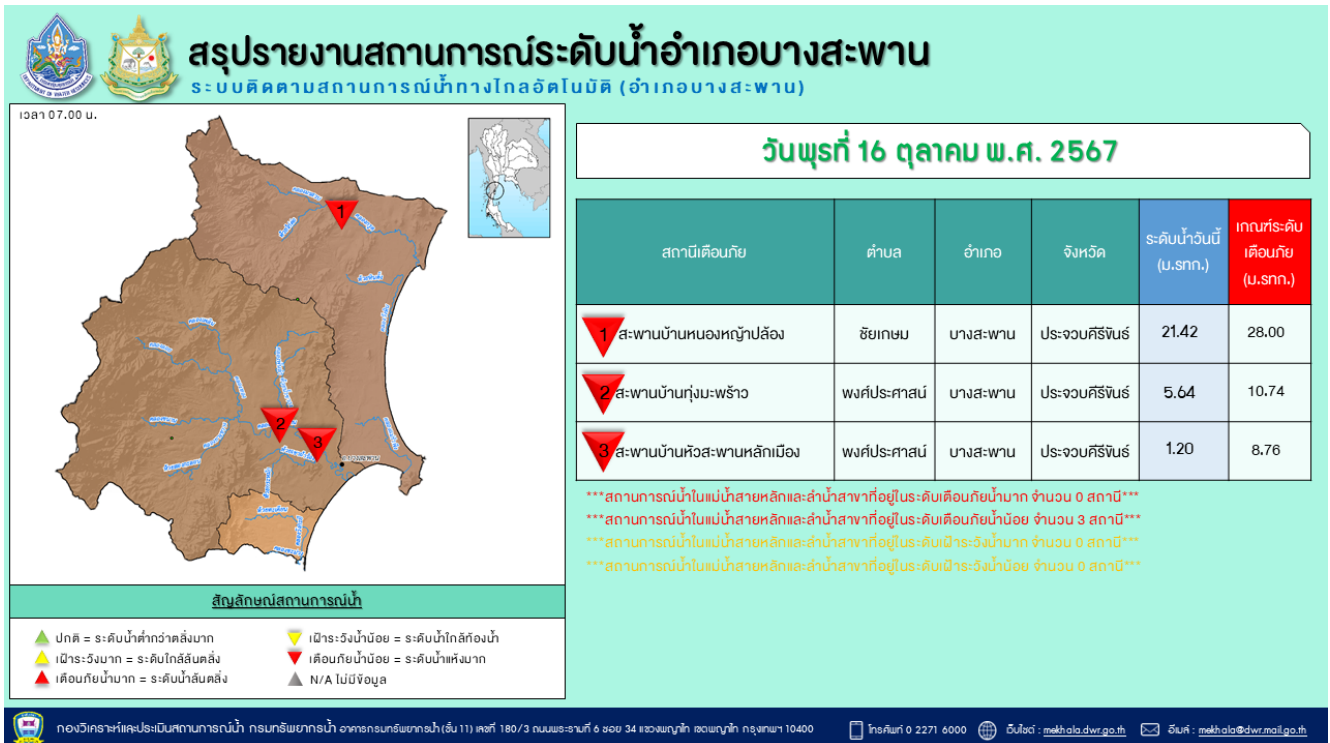 สรุปรายงานสถานการณ์ระดับน้ำอำเภอบางสะพาน
ระบบติดตามสถานการณ์น้ำทางไกลอัตโนมัติ (อำเภอบางสะพาน)
เวลา 07.00 น.
1
2
3
อ.บางสะพาน
วันพุธที่ 16 ตุลาคม พ.ศ. 2567
สถานีเตือนภัย ตำบล อำเภอ จังหวัด ระดับน้ำวันนี้ (ม.รทก.) เกณฑ์ระดับเตือนภัย (ม.รทก.)
1 สะพานบ้านหนองหญ้าปล้อง ชัยเกษม บางสะพาน ประจวบคีรีขันธ์ 21.42 28.00
2 สะพานบ้านทุ่งมะพร้าว พงศ์ประศาสน์ บางสะพาน ประจวบคีรีขันธ์ 5.64 10.74
3 สะพานบ้านหัวสะพานหลักเมือง พงศ์ประศาสน์ บางสะพาน ประจวบคีรีขันธ์ 1.20 8.76
***สถานการณ์น้ำในแม่น้ำสายหลักและลำน้ำสาขาที่อยู่ในระดับเตือนภัยน้ำมาก จำนวน 0 สถานี***
***สถานการณ์น้ำในแม่น้ำสายหลักและลำน้ำสาขาที่อยู่ในระดับเตือนภัยน้ำน้อย จำนวน 3 สถานี***
***สถานการณ์น้ำในแม่น้ำสายหลักและลำน้ำสาขาที่อยู่ในระดับเฝ้าระวังน้ำมาก จำนวน 0 สถานี***
***สถานการณ์น้ำในแม่น้ำสายหลักและลำน้ำสาขาที่อยู่ในระดับเฝ้าระวังน้ำน้อย จำนวน 0 สถานี***
สัญลักษณ์สถานการณ์น้ำ
ปกติ = ระดับน้ำต่ำกว่าตลิ่งมาก
เฝ้าระวังมาก = ระดับใกล้ล้นตลิ่ง
เตือนภัยน้ำมาก = ระดับน้ำล้นตลิ่ง
เฝ้าระวังน้ำน้อย = ระดับน้ำใกล้ท้องน้ำ
เตือนภัยน้ำน้อย = ระดับน้ำแห้งมาก
N/A ไม่มีข้อมูล
กองวิเคราะห์และประเมินสถานการณ์น้ำ กรมทรัพยากรน้ำ อาคารกรมทรัพยากรน้ำ (ชั้น 11) เลขที่ 180/3 ถนนพระรามที่ 6 ซอย 34 แขวงพญาไท เขตพญาไท กรุงเทพฯ 10400 โทรศัพท์ 0 2271 6000 เว็บไซต์ : mekhala.dwr.go.th อีเมล์ : mekhala@dwr.mail.go.th